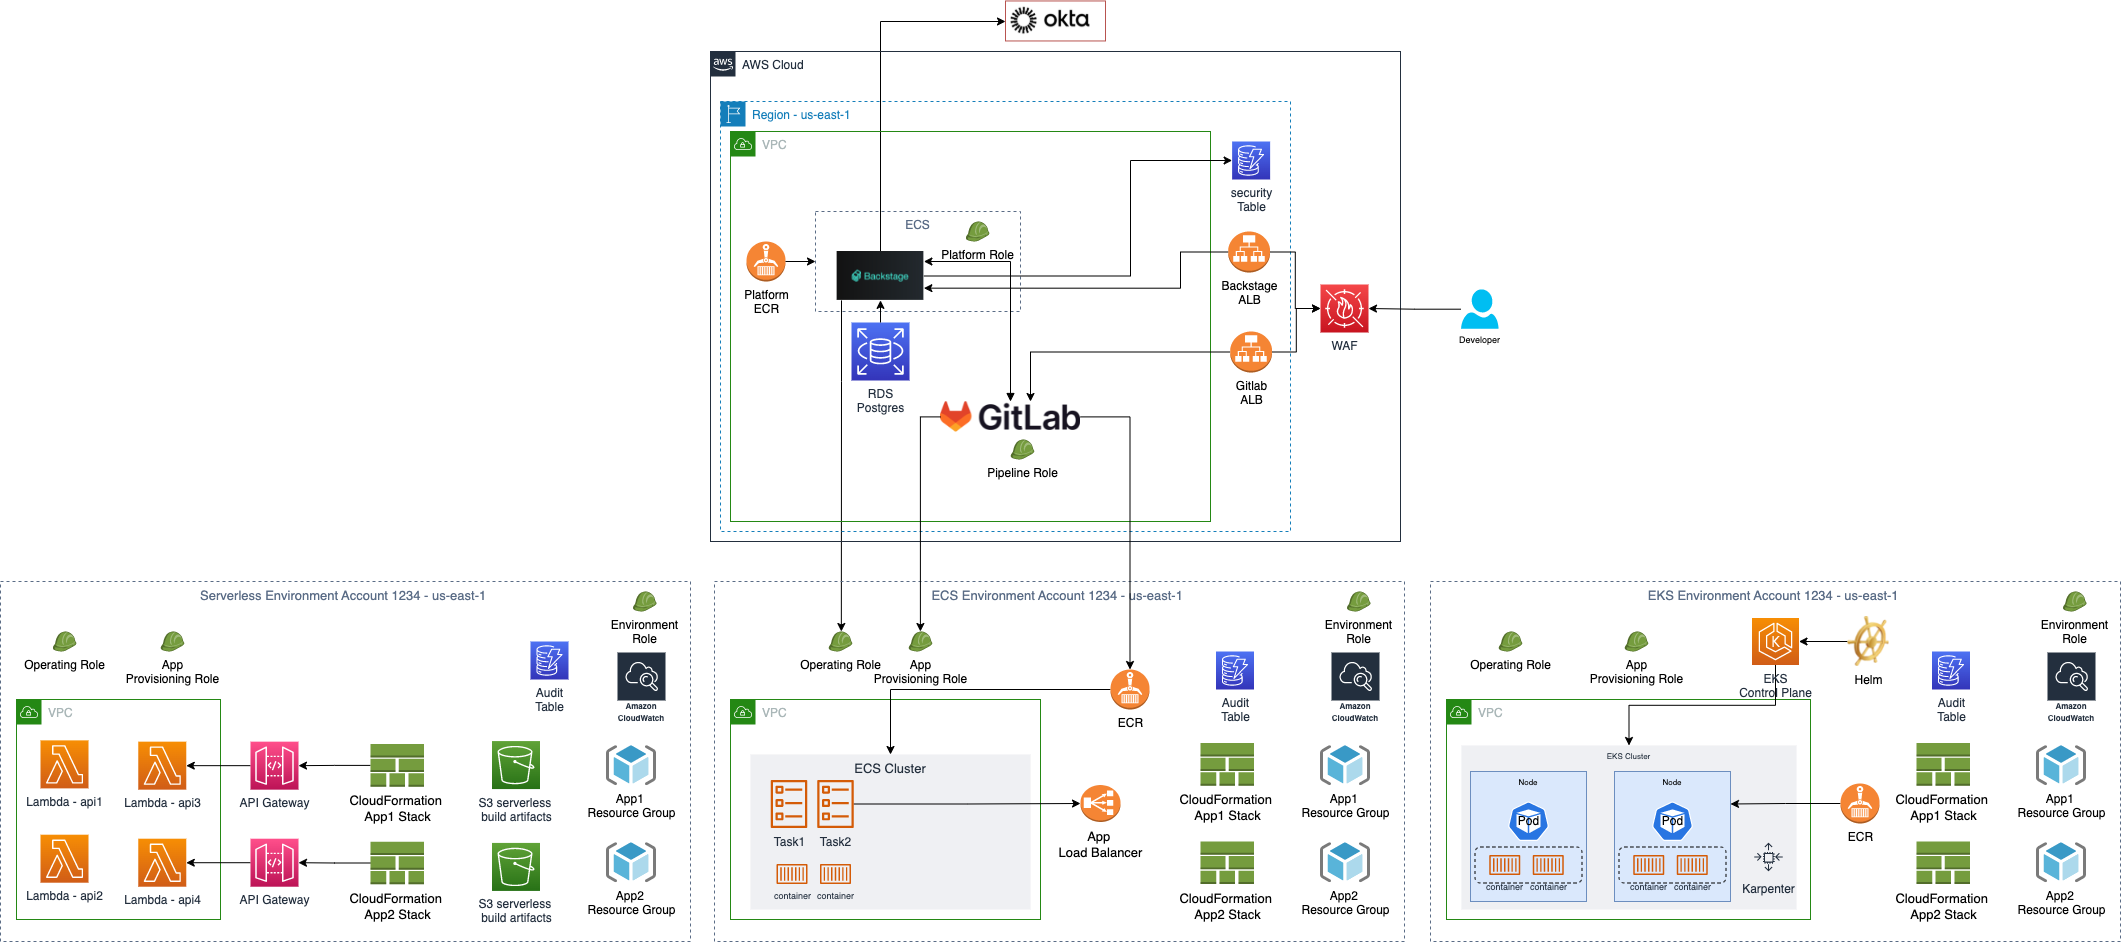 okta
aws
AWS Cloud
Region - us-east-1
VPC
security
Table
ECS
Platform Role
Backstage
Platform
ECR
Backstage
ALB
WAF
Developer
RDS
Postgres
Gitlab
ALB
GitLab
Pipeline Role
Serverless Environment Account 1234 - us-east-1
Environment
Role
Operating Role
App
Provisioning Role
Audit
Table
Amazon
CloudWatch
VPC
Lambda - api1
Lambda - api3
API Gateway
CloudFormation
App1 Stack
S3 serverless
build artifacts
App1
Resource Group
Lambda - api2
Lambda - api4
API Gateway
CloudFormation
App2 Stack
S3 serverless
build artifacts
App2
Resource Group
ECS Environment Account 1234 - us-east-1
Environment
Role
Operating Role
App
Provisioning Role
ECR
Audit
Table
Amazon
CloudWatch
VPC
ECS Cluster
Task1
Task2
container
container
App
Load Balancer
CloudFormation
App1 Stack
App1
Resource Group
CloudFormation
App2 Stack
App2
Resource Group
EKS Environment Account 1234 - us-east-1
Environment
Role
Operating Role
App
Provisioning Role
K
EKS
Control Plane
Helm
Audit
Table
Amazon
CloudWatch
VPC
EKS Cluster
Node
Pod
container
container
Node
Pod
container
container
Karpenter
ECR
CloudFormation
App1 Stack
App1
Resource Group
CloudFormation
App2 Stack
App2
Resource Group